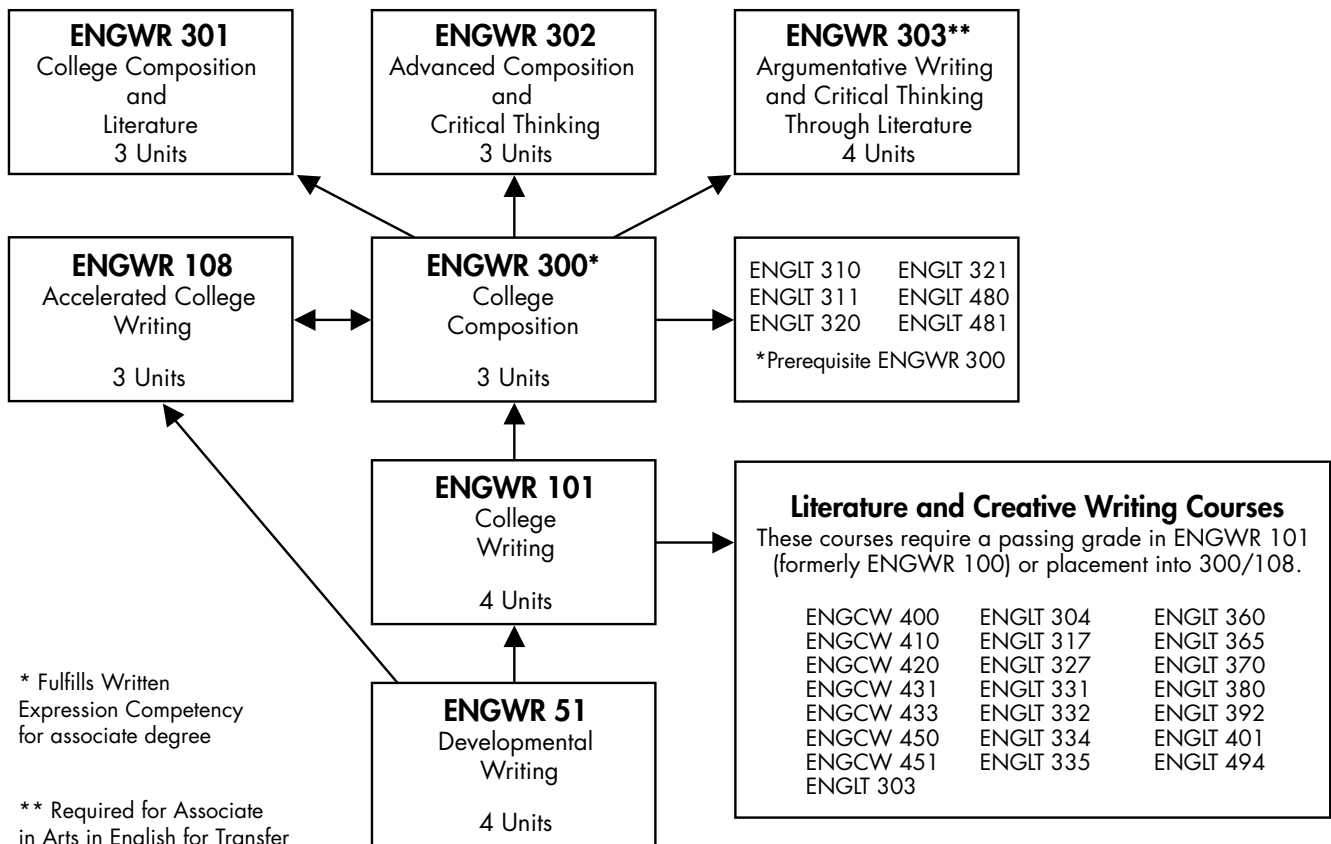 ENGWR 301
College Composition
and
Literature
3 Units
ENGWR 302
Advanced Composition
and
Critical Thinking
3 Units
ENGWR 303**
Argumentative Writing
and Critical Thinking
Through Literature
4 Units
ENGWR 108
Accelerated College
Writing
3 Units
ENGWR 300*
College
Composition
3 Units
ENGLT 310 ENGLT 321
ENGLT 311 ENGLT 480
ENGLT 320 ENGLT 481
*Prerequisite ENGWR 300
ENGWR 101
College
Writing
4 Units
Literature and Creative Writing Courses
These courses require a passing grade in ENGWR 101
(formerly ENGWR 100) or placement into 300/108.
ENGCW 400 ENGLT 304 ENGLT 360
ENGCW 410 ENGLT 317 ENGLT 365
ENGCW 420 ENGLT 327 ENGLT 370
ENGCW 431 ENGLT 331 ENGLT 380
ENGCW 433 ENGLT 332 ENGLT 392
ENGCW 450 ENGLT 334 ENGLT 401
ENGCW 451 ENGLT 335 ENGLT 494
ENGLT 303
* Fulfills Written
Expression Competency
for associate degree
** Required for Associate
in Arts in English for Transfer
ENGWR 51
Developmental
Writing
4 Units